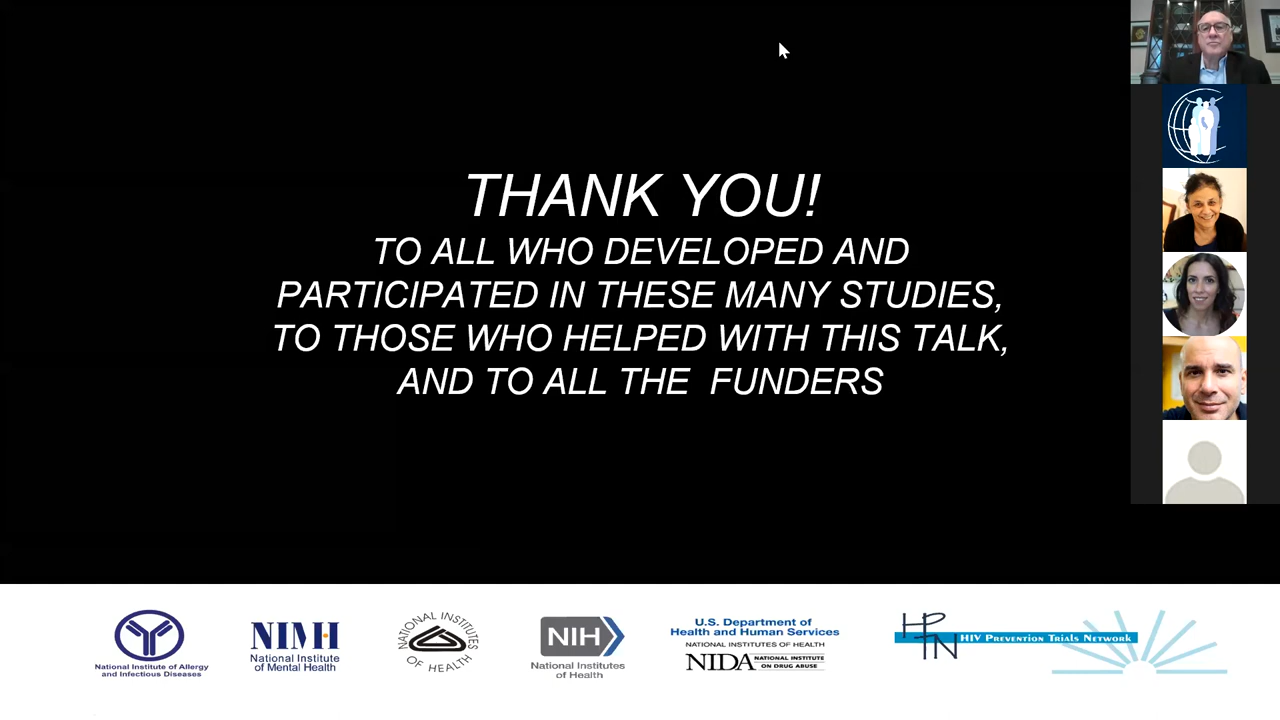 THANK YOU!
TO ALL WHO DEVELOPED AND
PARTICIPATED IN THESE MANY STUDIES,
TO THOSE WHO HELPED WITH THIS TALK,
AND TO ALL THE FUNDERS
National Institute of Allergy
and Infectious Diseases
NIMH
National Institute
of Mental Health
NATIONAL INSTITUTES
OF HEALTH
NIH
National Institutes
of Health
U.S. Department of
Health and Human Services
NATIONAL INSTITUTES OF HEALTH
NIDA NATIONAL INSTITUTE
ON DRUG ABUSE
HPTN
HIV PREVENTION TRIALS NETWORK